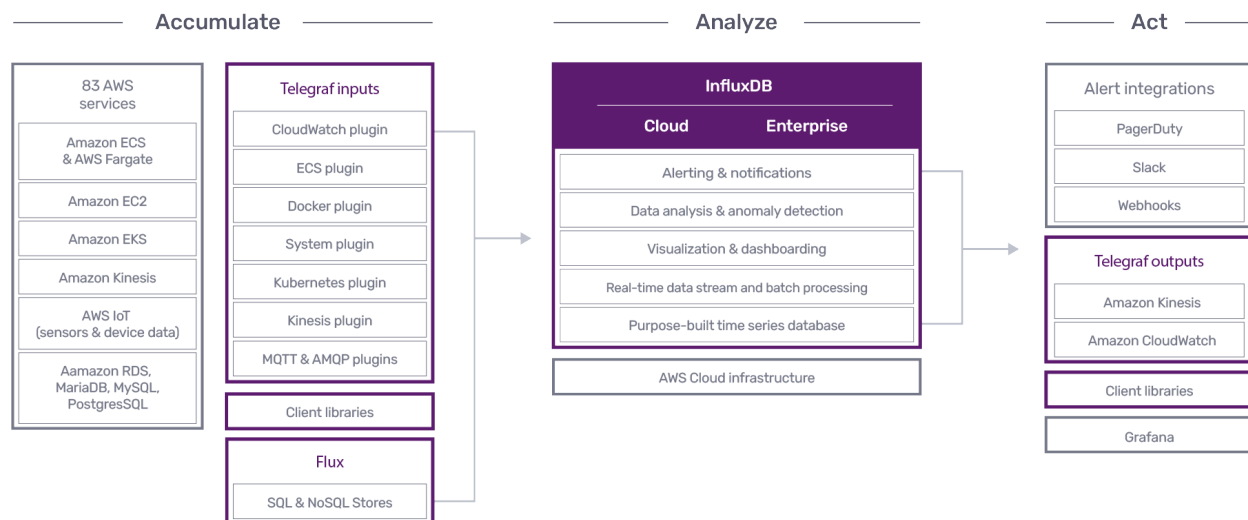 Accumulate
83 AWS
services
Amazon ECS
& AWS Fargate
Amazon EC2
Amazon EKS
Amazon Kinesis
AWS IoT
(sensors & device data)
Aamazon RDS,
MariaDB, MySQL,
PostgresSQL
Telegraf inputs
CloudWatch plugin
ECS plugin
Docker plugin
System plugin
Kubernetes plugin
Kinesis plugin
MQTT & AMQP plugins
Client libraries
Flux
SQL & NoSQL Stores
Analyze
InfluxDB
Cloud Enterprise
Alerting & notifications
Data analysis & anomaly detection
Visualization & dashboarding
Real-time data stream and batch processing
Purpose-built time series database
AWS Cloud infrastructure
Act
Alert integrations
PagerDuty
Slack
Webhooks
Telegraf outputs
Amazon Kinesis
Amazon CloudWatch
Client libraries
Grafana